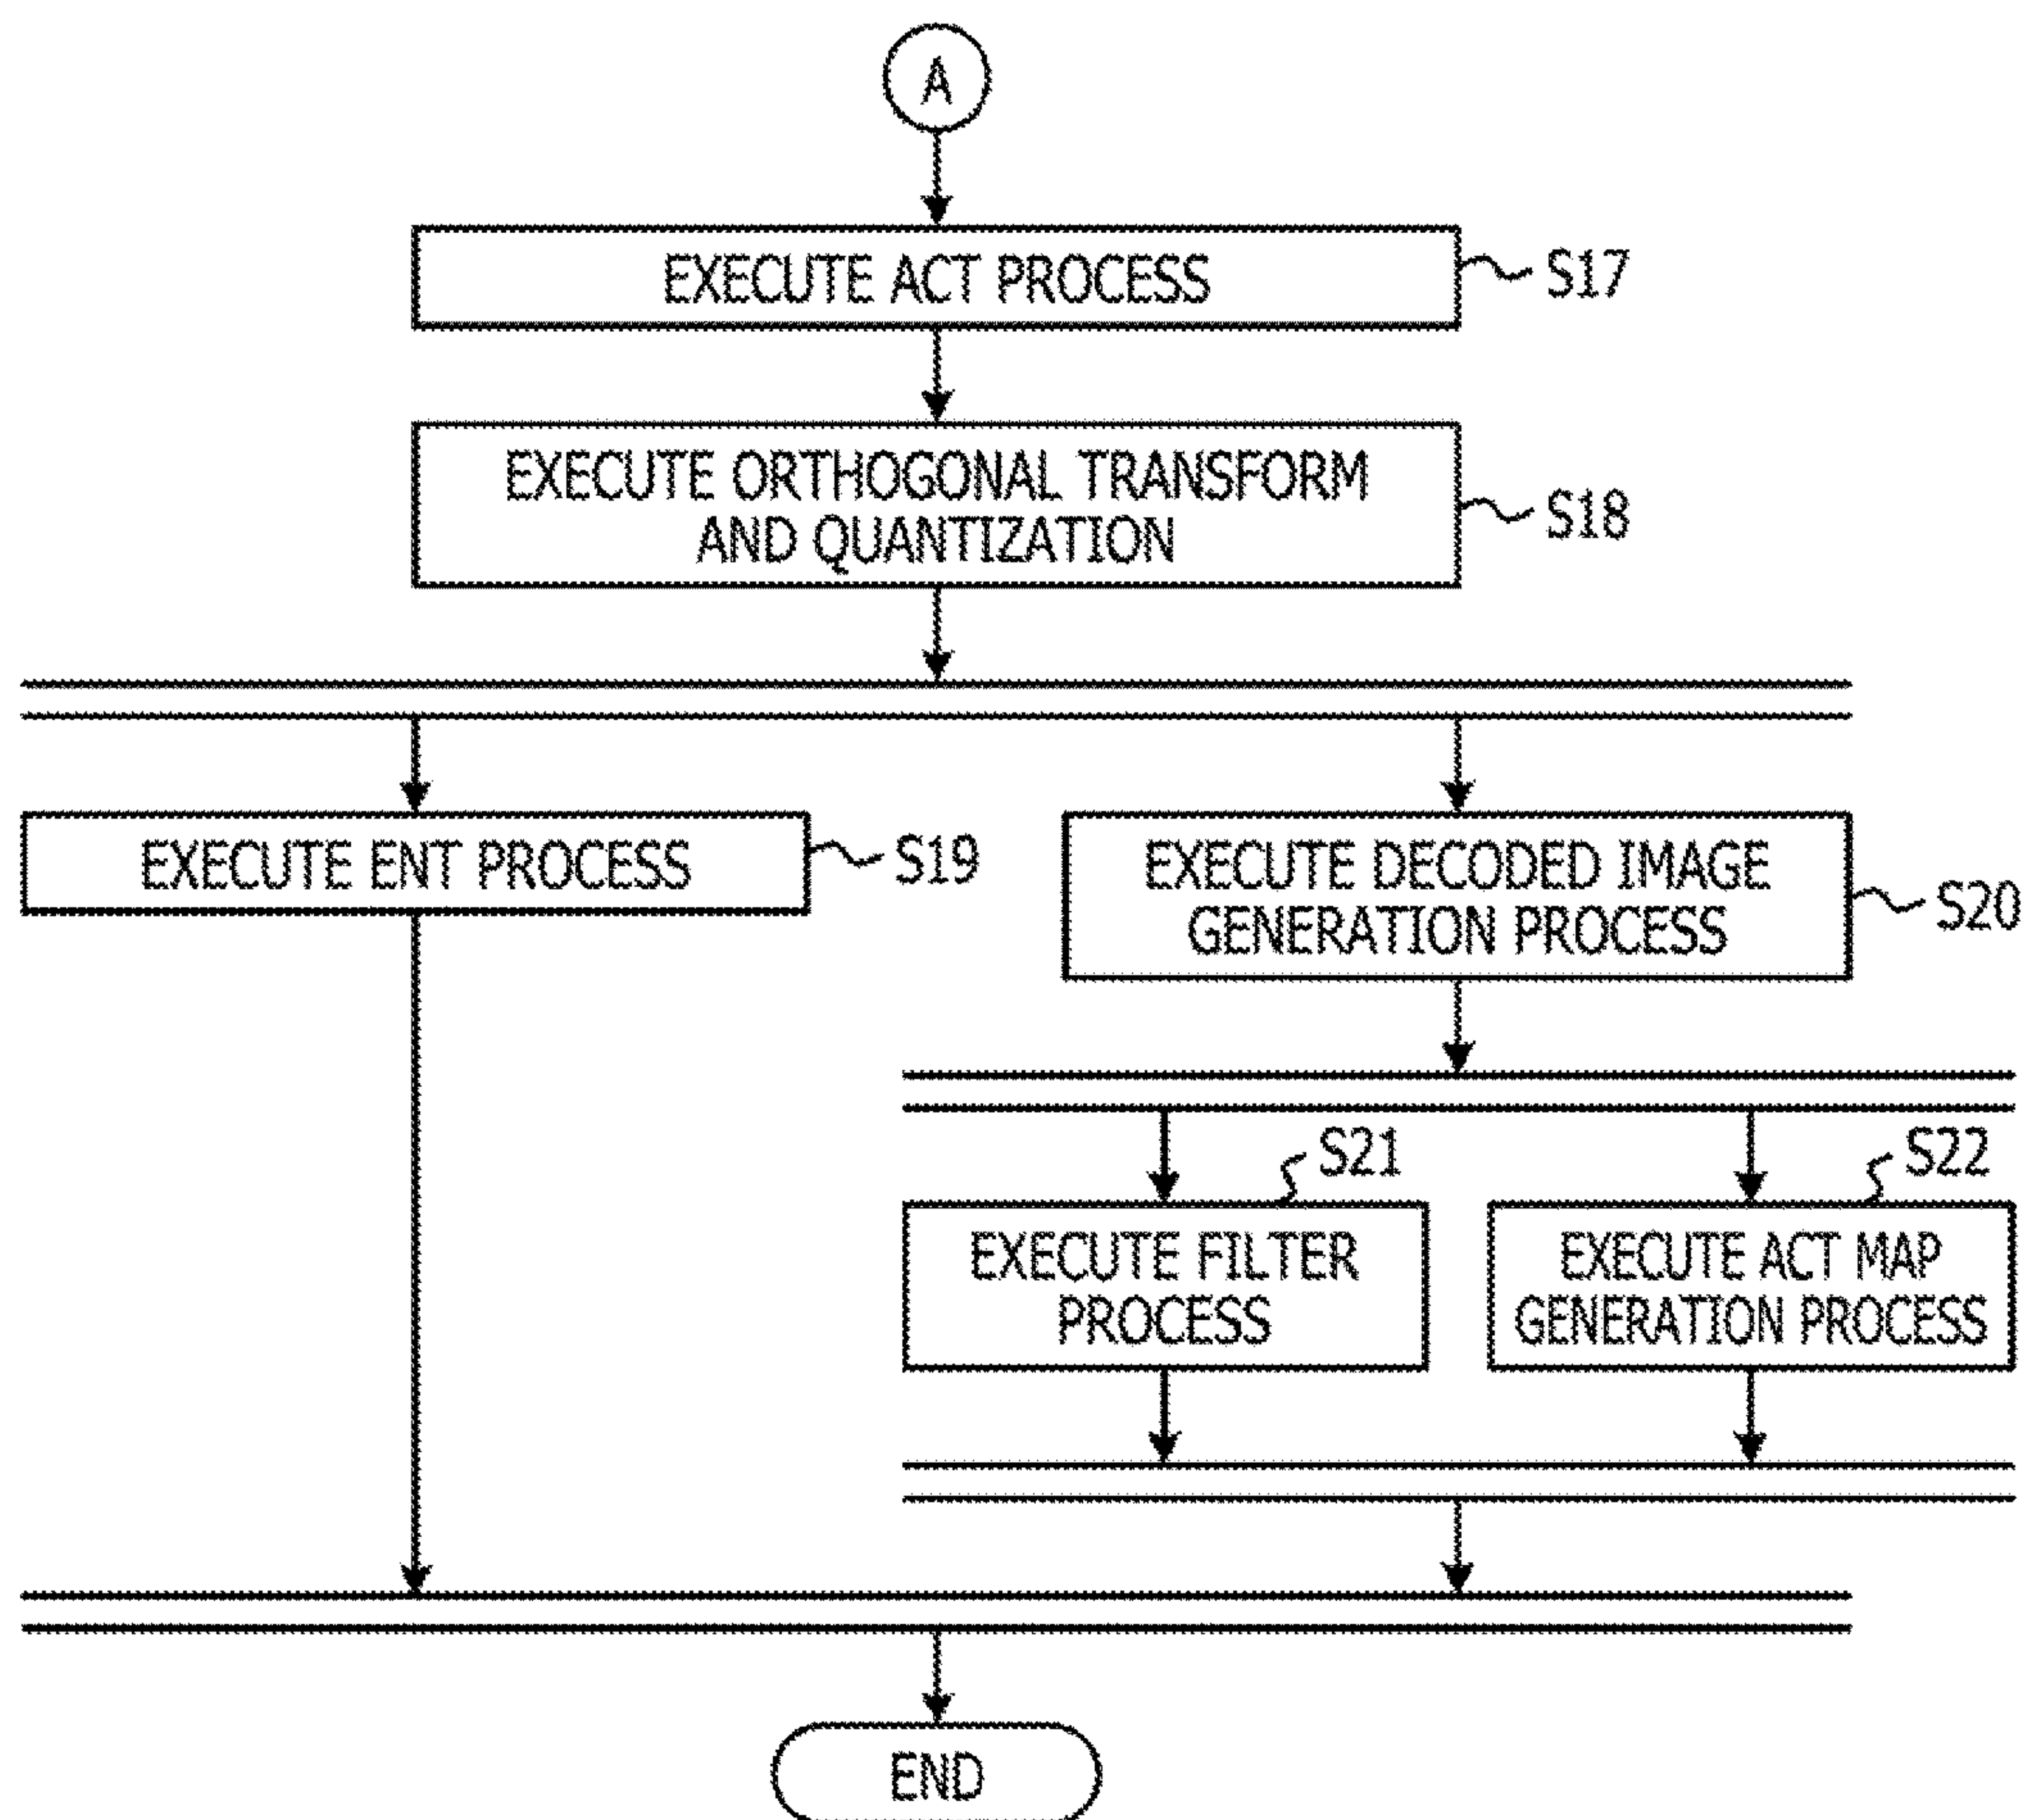 A
EXECUTE ACT PROCESS
S17
EXECUTE ORTHOGONAL TRANSFORM
AND QUANTIZATION
S18
EXECUTE ENT PROCESS
S19
EXECUTE DECODED IMAGE
GENERATION PROCESS
S20
S21
EXECUTE FILTER
PROCESS
S22
EXECUTE ACT MAP
GENERATION PROCESS
END